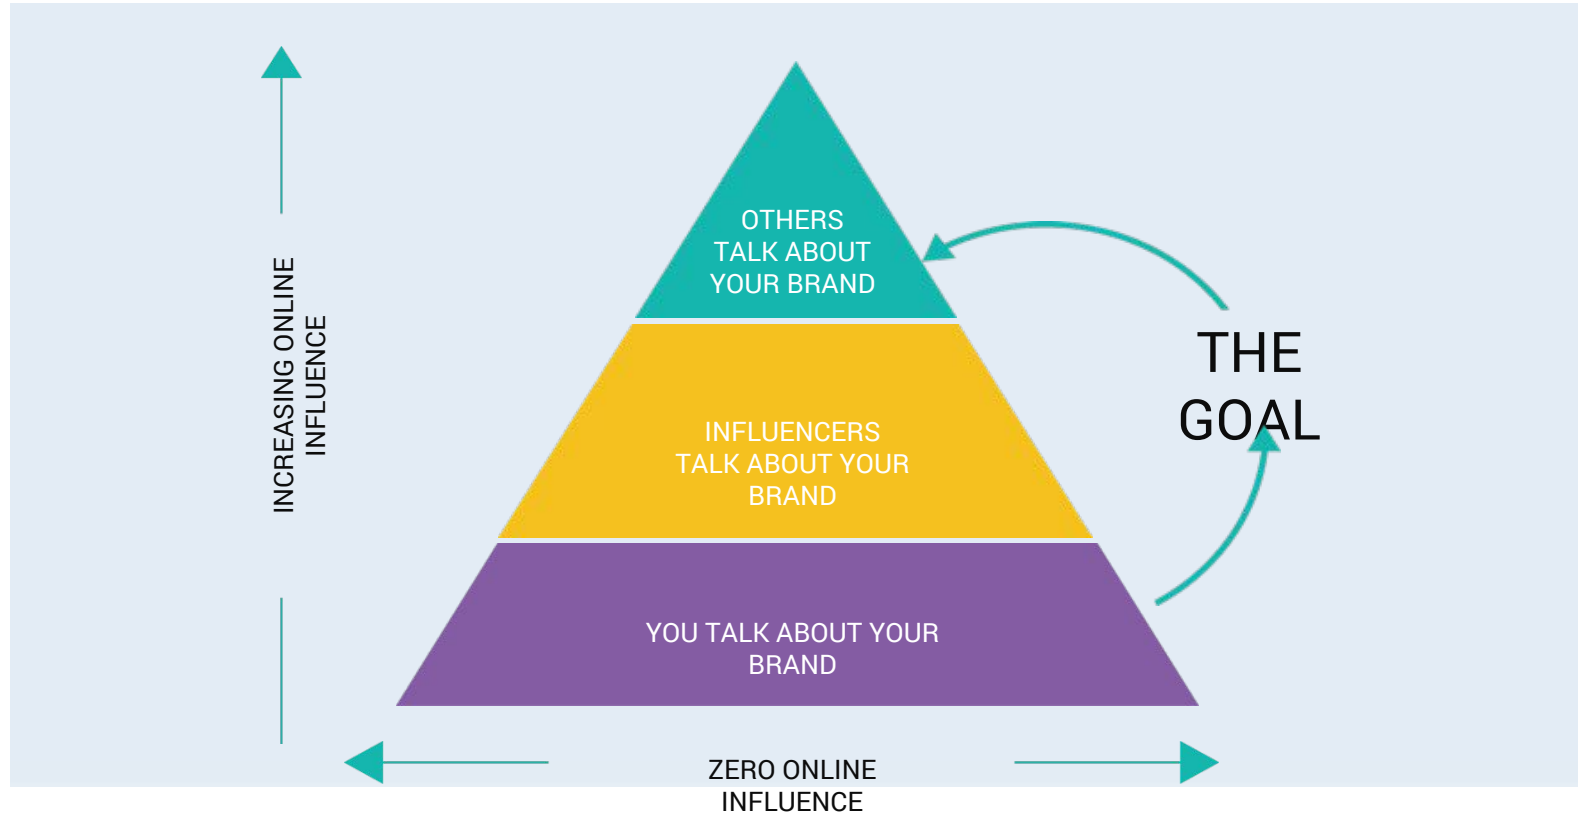 OTHERS
TALK ABOUT
YOUR BRAND
THE
GOAL
INCREASING ONLINE
INFLUENCE
INFLUENCERS
TALK ABOUT YOUR
BRAND
YOU TALK ABOUT YOUR
BRAND
ZERO ONLINE
INFLUENCE